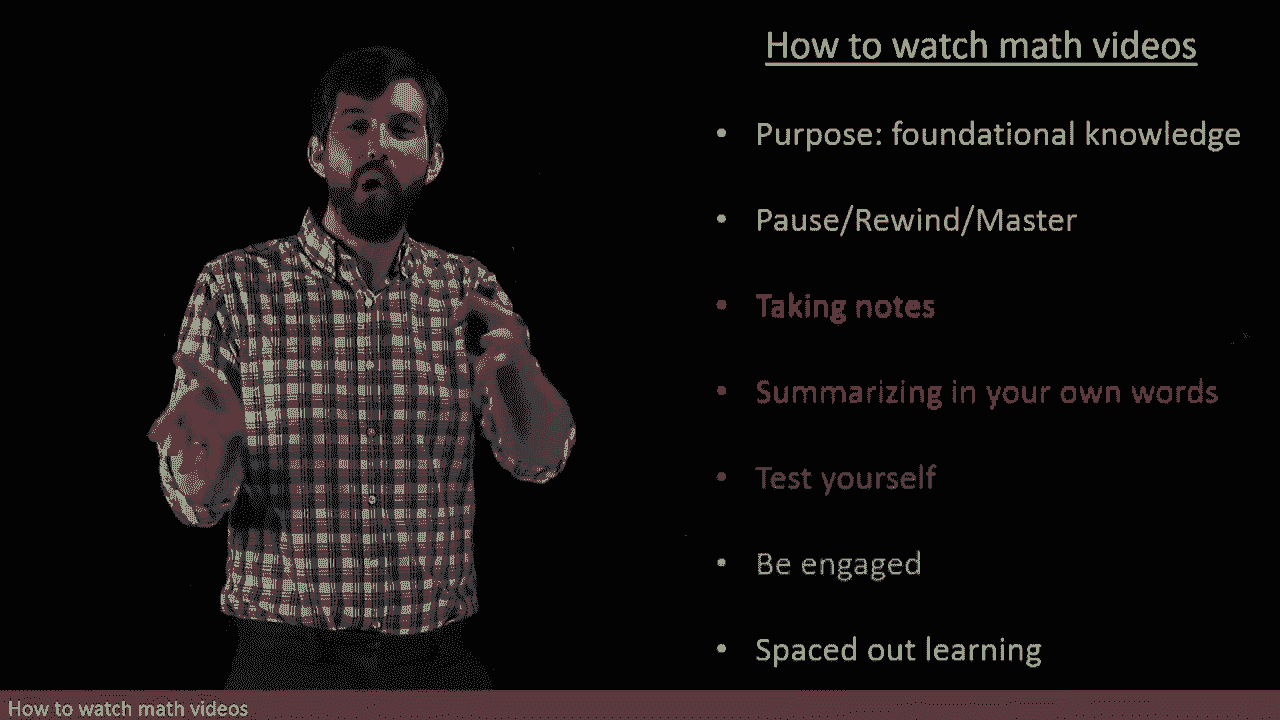 How to watch math videos
• Purpose: foundational knowledge
• Pause/Rewind/Master
• Taking notes
• Summarizing in your own words
• Test yourself
• Be engaged
• Spaced out learning
How to watch math videos